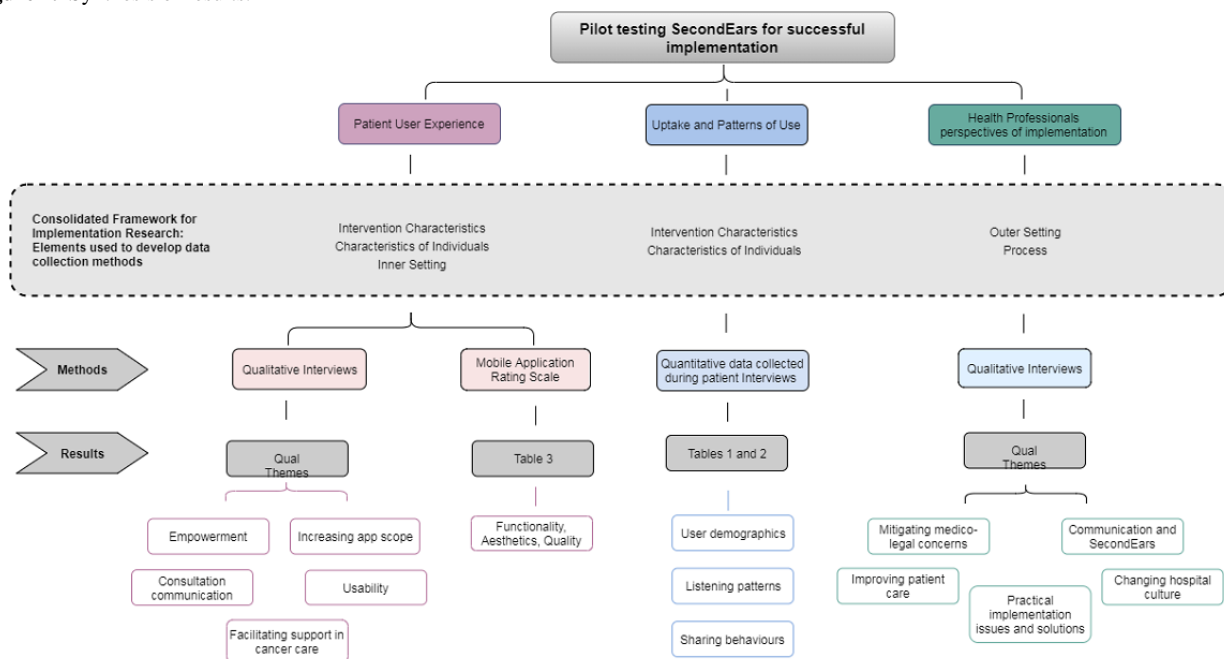 Pilot testing SecondEars for successful
implementation
Patient User Experience
Uptake and Patterns of Use
Health Professionals
perspectives of implementation
Consolidated Framework for
Implementation Research:
Elements used to develop data
collection methods
Intervention Characteristics
Characteristics of Individuals
Inner Setting
Intervention Characteristics
Characteristics of Individuals
Outer Setting
Process
Methods
Qualitative Interviews
Mobile Application
Rating Scale
Quantitative data collected
during patient Interviews
Qualitative Interviews
Results
Qual
Themes
Table 3
Tables 1 and 2
Qual
Themes
Empowerment
Increasing app scope
Consultation
communication
Usability
Facilitating support in
cancer care
Functionality,
Aesthetics, Quality
User demographics
Listening patterns
Sharing behaviours
Mitigating medico-
legal concerns
Communication and
SecondEars
Improving patient
care
Changing hospital
culture
Practical
implementation
issues and solutions